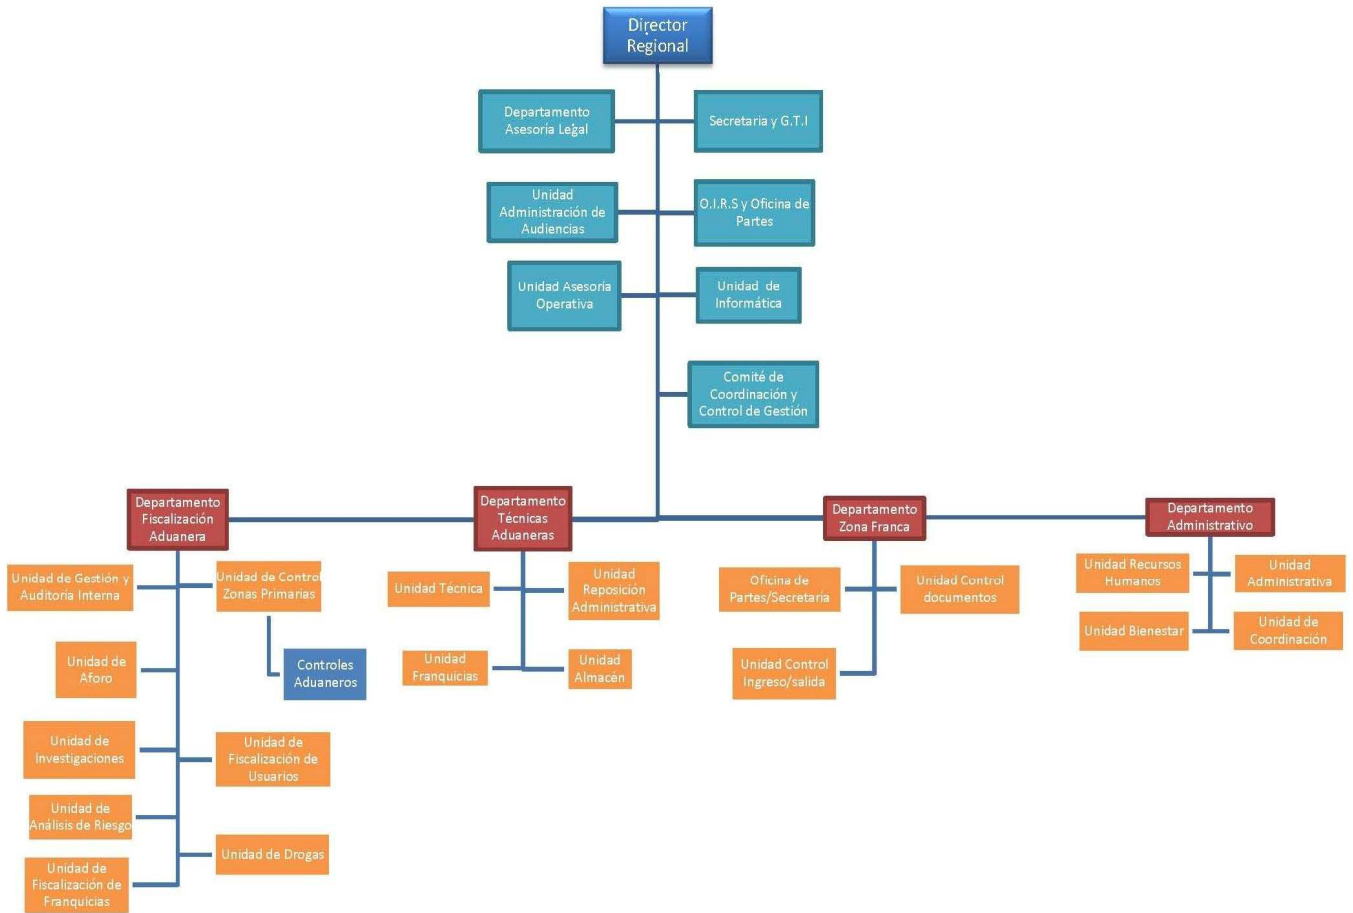 Director
Regional
Departamento
Asesoría Legal
Secretaria y G.T.I
Unidad
Administración de
Audiencias
O.I.R.S y Oficina de
Partes
Unidad Asesoría
Operativa
Unidad de
Informática
Comité de
Coordinación y
Control de Gestión
Departamento
Fiscalización
Aduanera
Departamento
Técnicas
Aduaneras
Departamento
Zona Franca
Departamento
Administrativo
Unidad de Gestión y
Auditoría Interna
Unidad de Control
Zonas Primarias
Controles
Aduaneros
Unidad de
Aforo
Unidad de
Investigaciones
Unidad de
Fiscalización de
Usuarios
Unidad de
Análisis de Riesgo
Unidad de Drogas
Unidad de
Fiscalización de
Franquicias
Unidad Técnica
Unidad
Reposición
Administrativa
Unidad
Franquicias
Unidad
Almacén
Oficina de
Partes/Secretaría
Unidad Control
documentos
Unidad Control
Ingreso/salida
Unidad Recursos
Humanos
Unidad
Administrativa
Unidad Bienestar
Unidad de
Coordinación